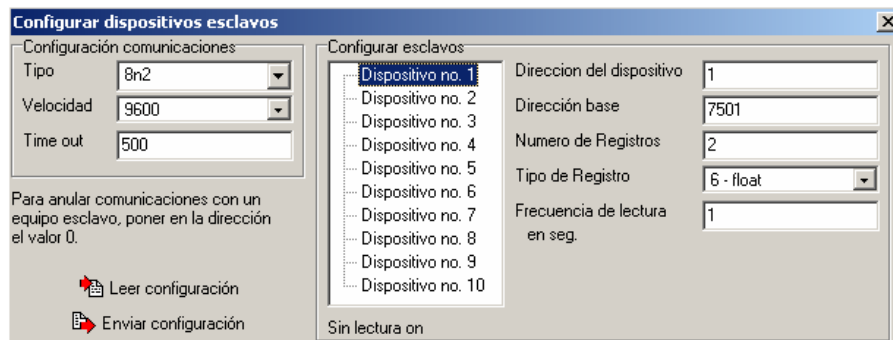 Configurar dispositivos esclavos
Configuración comunicaciones
Tipo
8n2
Velocidad
9600
Time out
500
Para anular comunicaciones con un
equipo esclavo, poner en la dirección
el valor 0.
Leer configuración
Enviar configuración
Configurar esclavos
Dispositivo no. 1
Dispositivo no. 2
Dispositivo no. 3
Dispositivo no. 4
Dispositivo no. 5
Dispositivo no. 6
Dispositivo no. 7
Dispositivo no. 8
Dispositivo no. 9
Dispositivo no. 10
Sin lectura on
Direccion del dispositivo
1
Dirección base
7501
Numero de Registros
2
Tipo de Registro
6 - float
Frecuencia de lectura
en seg.
1